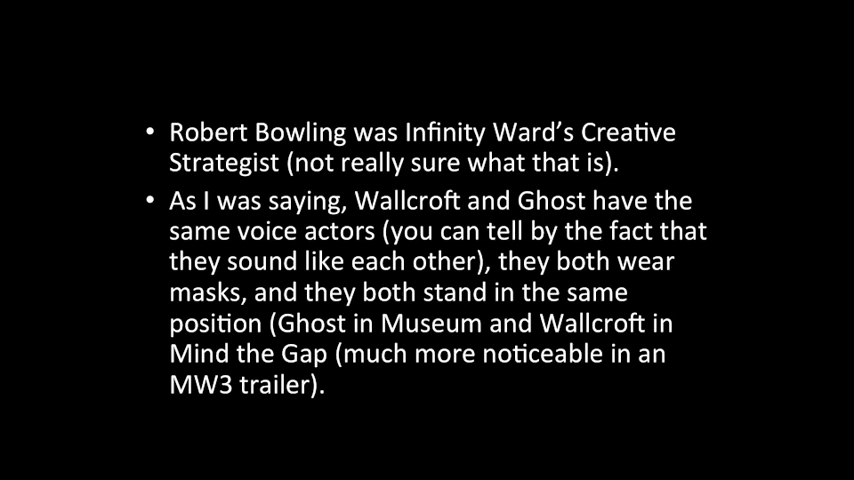 • Robert Bowling was Infinity Ward’s Creative
Strategist (not really sure what that is).
• As I was saying, Wallcroft and Ghost have the
same voice actors (you can tell by the fact that
they sound like each other), they both wear
masks, and they both stand in the same
position (Ghost in Museum and Wallcroft in
Mind the Gap (much more noticeable in an
MW3 trailer).